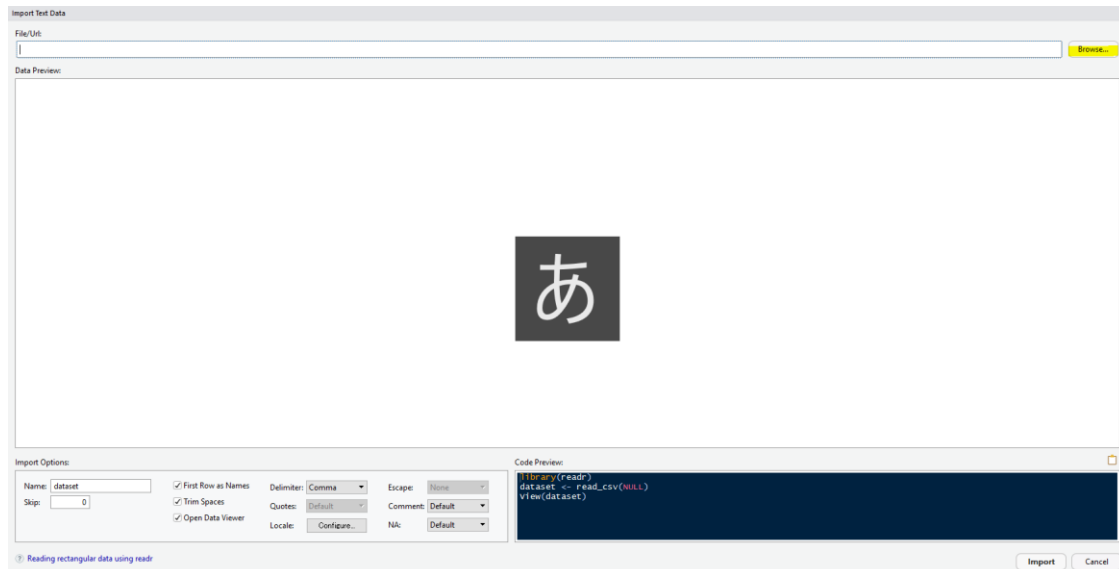 Import Text Data
File/Url:
Browse...
Data Preview:
あ
Import Options:
Code Preview:
Name: dataset
First Row as Names
Delimiter: Comma
Escape: None
Skip: 0
Trim Spaces
Quotes: Default
Comment: Default
Open Data Viewer
Locale: Configure...
NA: Default
library(readr)
dataset <- read_csv(NULL)
View(dataset)
? Reading rectangular data using readr
Import
Cancel